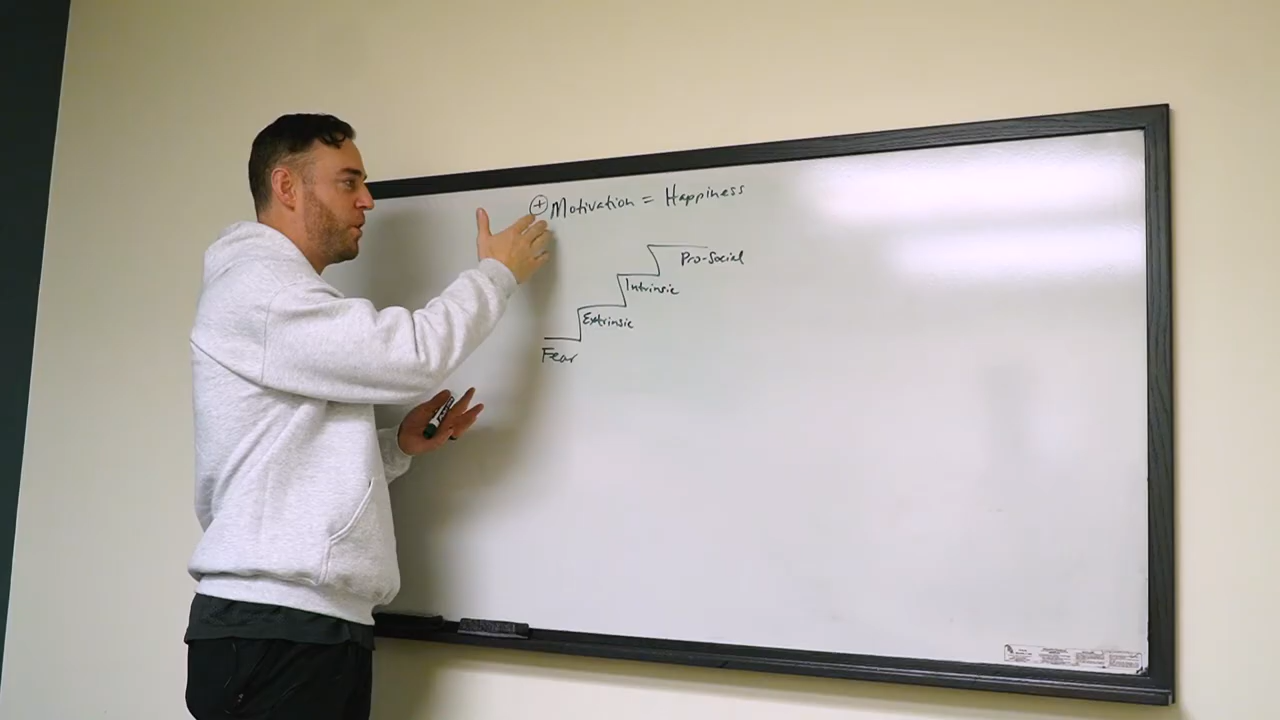 ⊕ Motivation = Happiness
Pro-Social
Intrinsic
Extrinsic
Fear